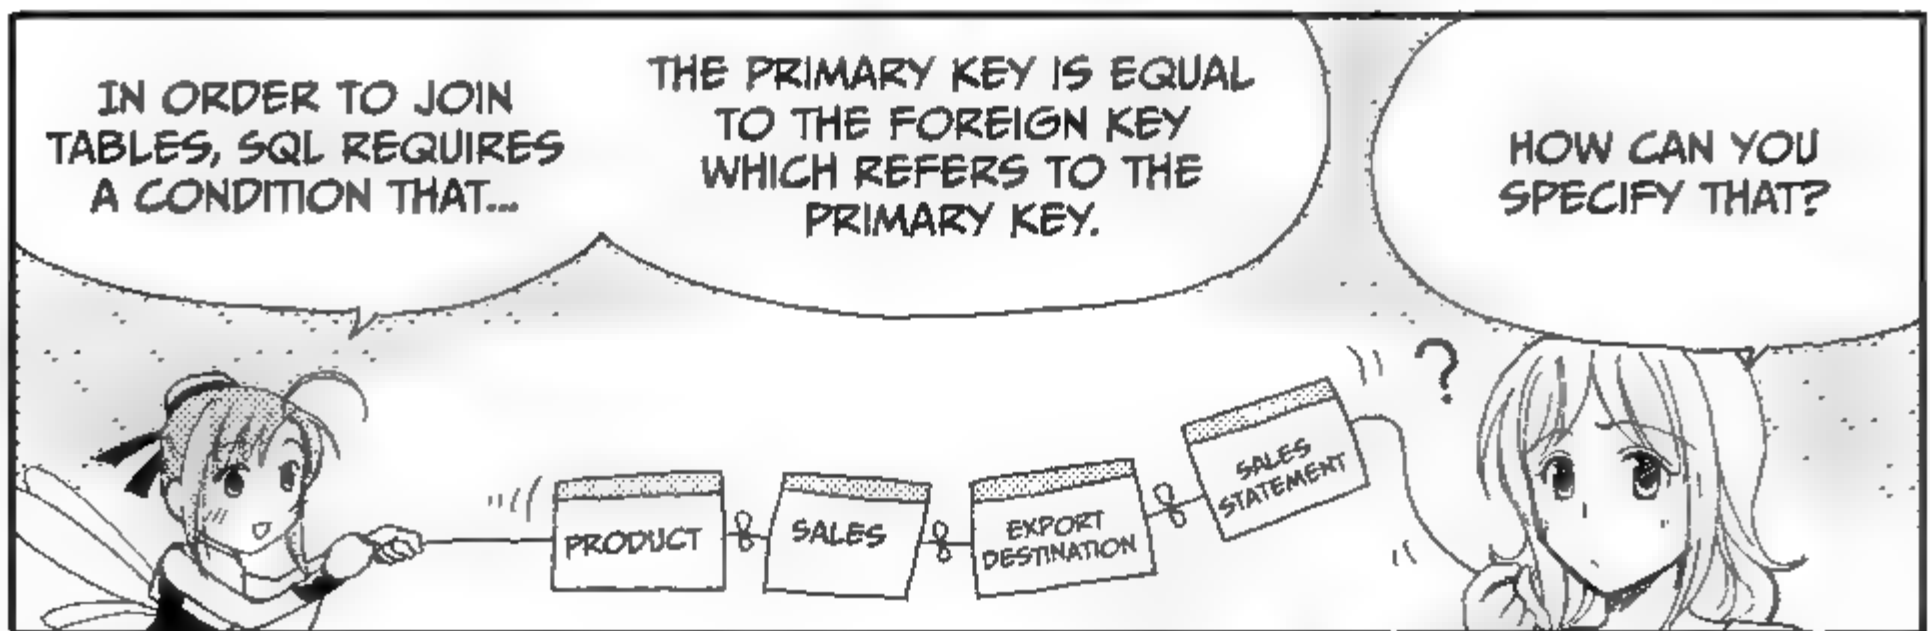 IN ORDER TO JOIN
TABLES, SQL REQUIRES
A CONDITION THAT...
THE PRIMARY KEY IS EQUAL
TO THE FOREIGN KEY
WHICH REFERS TO THE
PRIMARY KEY.
HOW CAN YOU
SPECIFY THAT?
?
PRODUCT
SALES
EXPORT
DESTINATION
SALES
STATEMENT